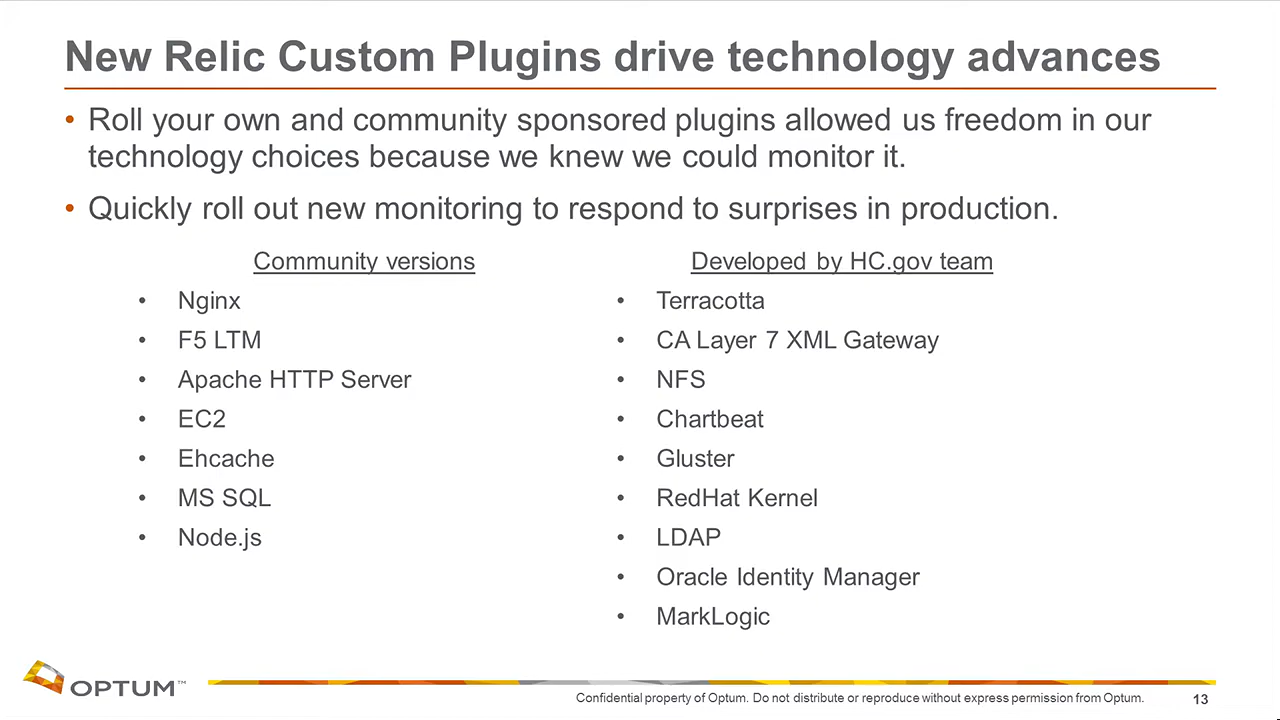 New Relic Custom Plugins drive technology advances
• Roll your own and community sponsored plugins allowed us freedom in our
technology choices because we knew we could monitor it.
• Quickly roll out new monitoring to respond to surprises in production.
Community versions
• Nginx
• F5 LTM
• Apache HTTP Server
• EC2
• Ehcache
• MS SQL
• Node.js
Developed by HC.gov team
• Terracotta
• CA Layer 7 XML Gateway
• NFS
• Chartbeat
• Gluster
• RedHat Kernel
• LDAP
• Oracle Identity Manager
• MarkLogic
OPTUM™
Confidential property of Optum. Do not distribute or reproduce without express permission from Optum.
13